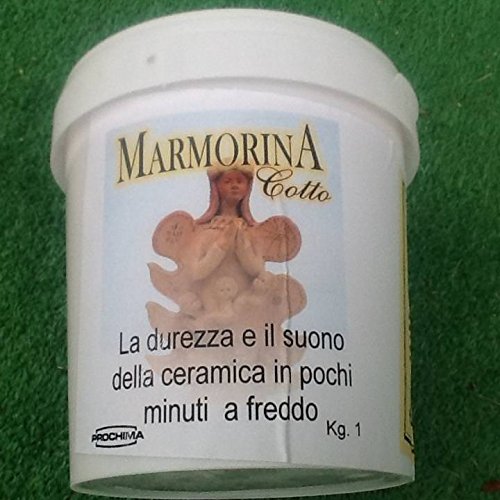 MARMORINA
Cotto
La durezza e il suono
della ceramica in pochi
minuti a freddo
Kg. 1
PROCHIMA